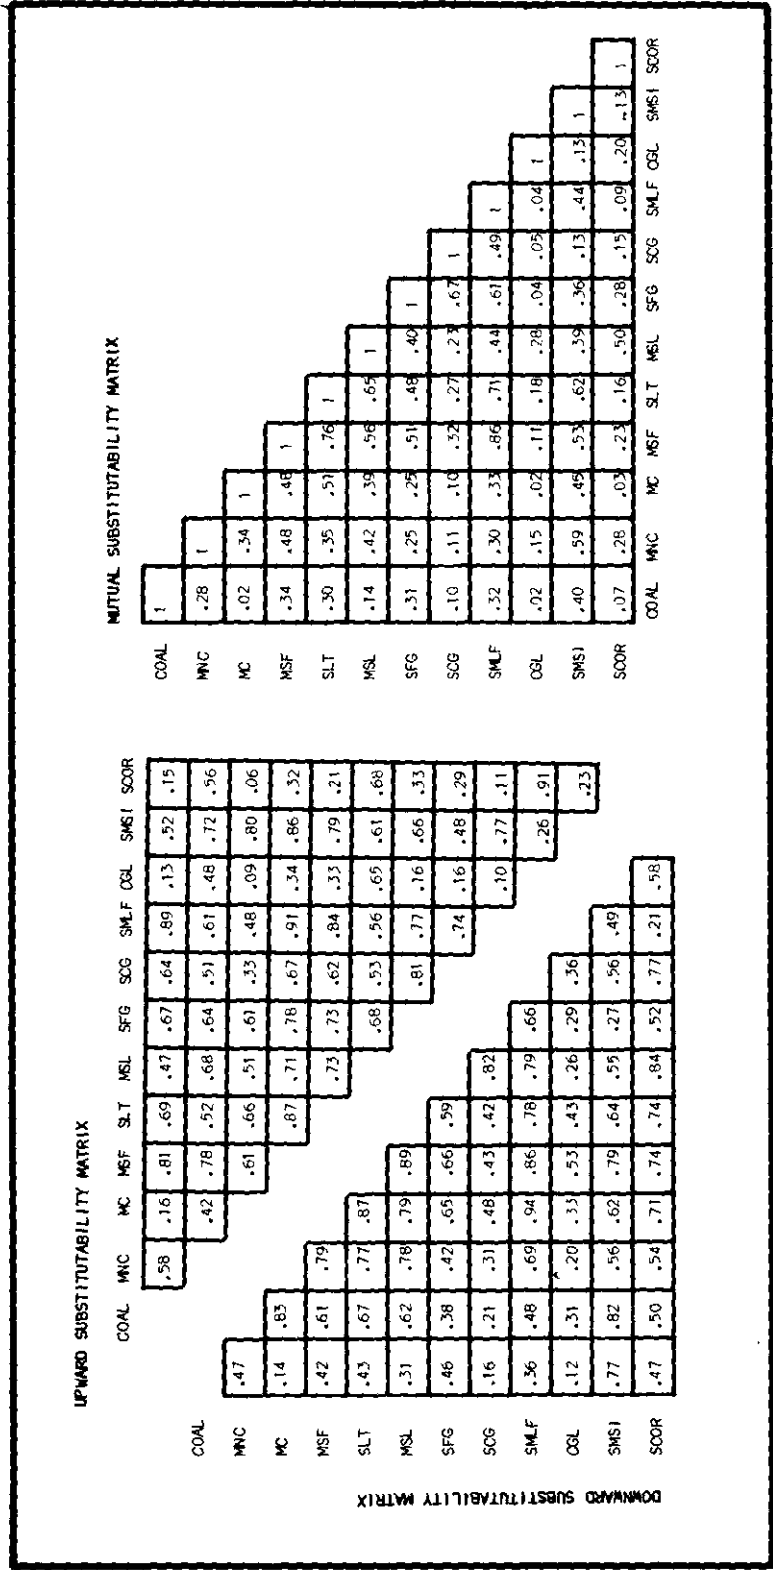 UPWARD SUBSTITUTABILITY MATRIX
COAL MNC MC MSF SLT MSL SFG SCG SMLF CGL SMSI SCOR
.58 .16 .81 .69 .47 .67 .64 .89 .13 .52 .15
.42 .78 .52 .68 .64 .51 .61 .48 .72 .56
.61 .66 .51 .61 .33 .48 .09 .80 .06
.87 .71 .78 .67 .91 .34 .86 .32
.73 .73 .62 .84 .33 .79 .21
.68 .53 .56 .65 .61 .68
.81 .77 .16 .66 .33
.74 .16 .48 .29
.10 .77 .11
.26 .91
.23
DOWNWARD SUBSTITUTABILITY MATRIX
COAL
MNC .47
MC .14 .83
MSF .42 .61 .79
SLT .43 .67 .77 .87
MSL .31 .62 .78 .79 .89
SFG .46 .38 .42 .65 .66 .59
SCG .16 .21 .31 .48 .43 .42 .82
SMLF .36 .48 .69 .94 .86 .78 .79 .66
CGL .12 .31 .20 .33 .53 .43 .26 .29 .36
SMSI .77 .82 .56 .62 .79 .64 .55 .27 .56 .49
SCOR .47 .50 .54 .71 .74 .74 .84 .52 .77 .21 .58
MUTUAL SUBSTITUTABILITY MATRIX
COAL 1
MNC .28 1
MC .02 .34 1
MSF .34 .48 .48 1
SLT .30 .35 .51 .76 1
MSL .14 .42 .39 .56 .65 1
SFG .31 .25 .25 .51 .48 .40 1
SCG .10 .11 .10 .32 .27 .23 .67 1
SMLF .32 .30 .33 .86 .71 .44 .61 .49 1
CGL .02 .15 .02 .11 .18 .28 .04 .05 .04 1
SMSI .40 .59 .45 .53 .62 .39 .36 .13 .44 .13 1
SCOR .07 .28 .03 .23 .16 .50 .28 .15 .09 .20 .13 1
COAL MNC MC MSF SLT MSL SFG SCG SMLF CGL SMSI SCOR